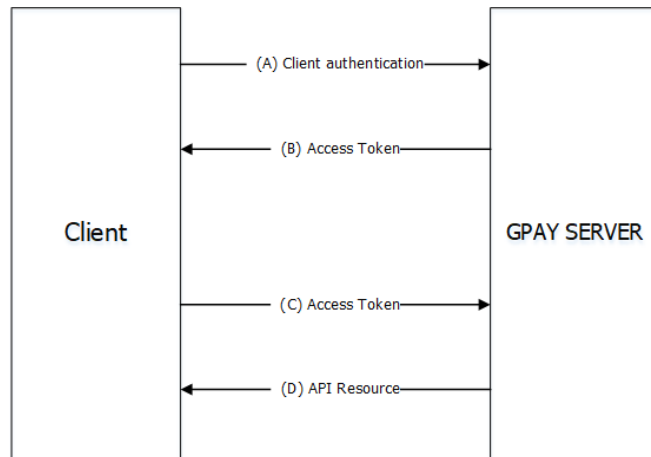 (A) Client authentication
(B) Access Token
Client
GPAY SERVER
(C) Access Token
(D) API Resource